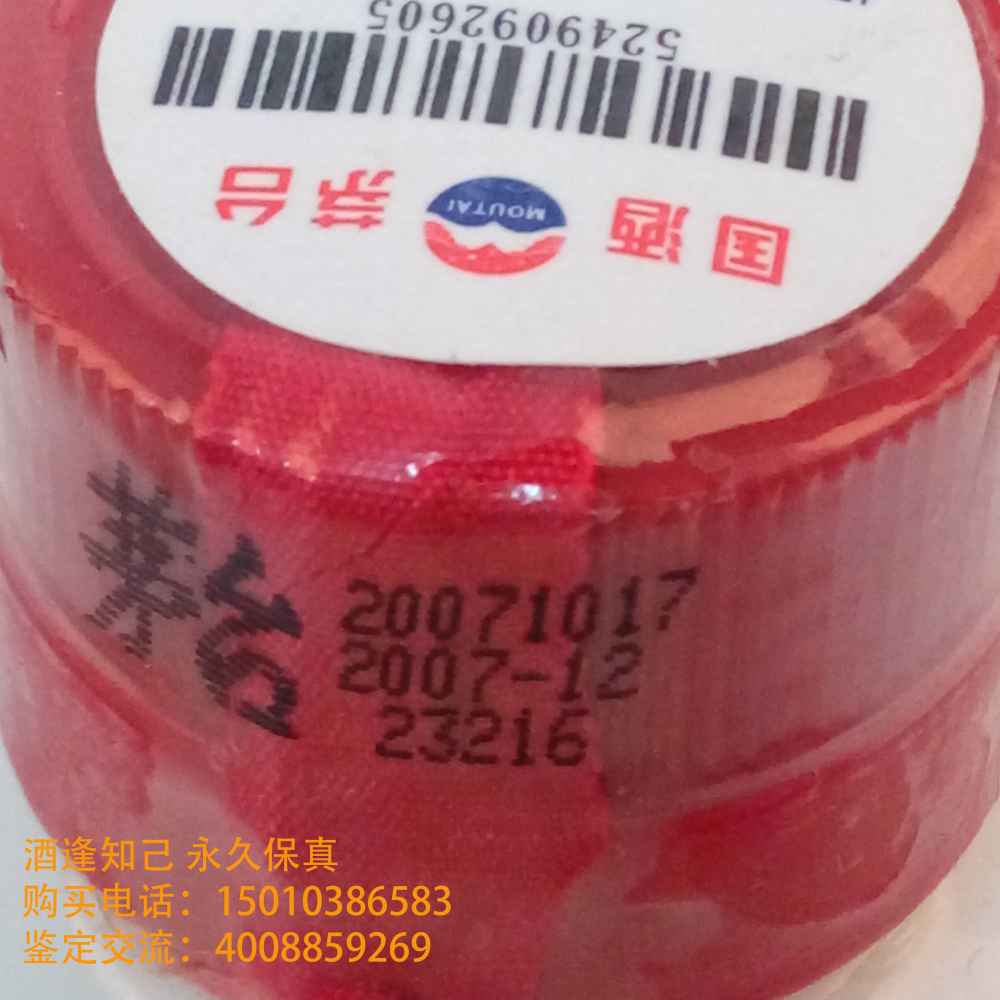 5249092605
国酒 MOUTAI 茅台
茅台
20071017
2007-12
23216
酒逢知己 永久保真
购买电话：15010386583
鉴定交流：4008859269